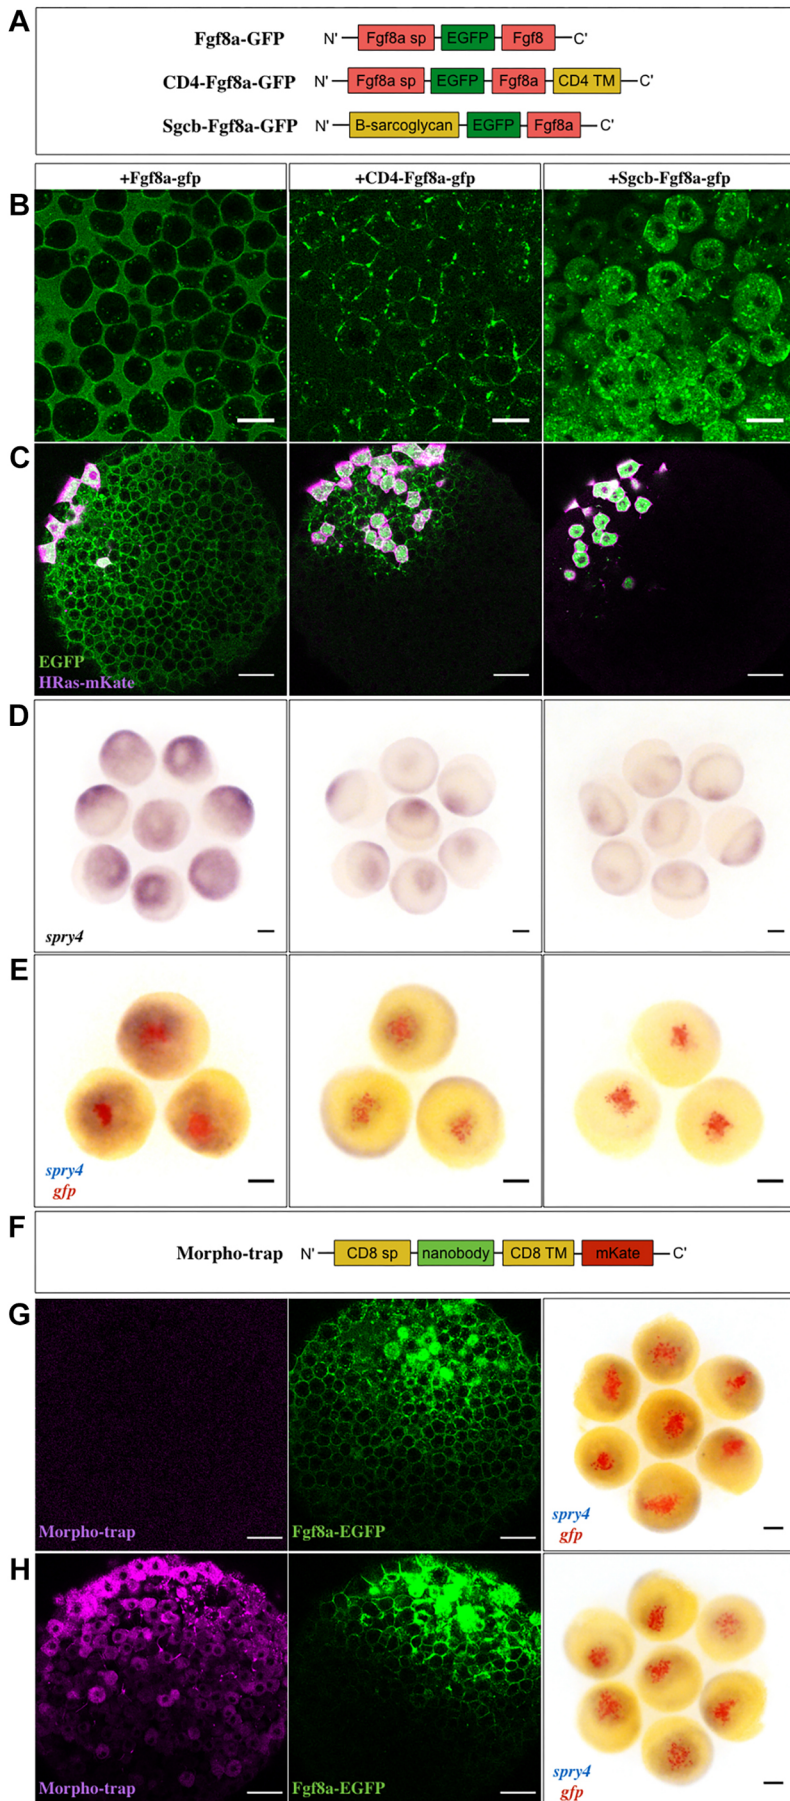 A
Fgf8a-GFP N' Fgf8a sp EGFP Fgf8 C'
CD4-Fgf8a-GFP N' Fgf8a sp EGFP Fgf8a CD4 TM C'
Sgcb-Fgf8a-GFP N' B-sarcoglycan EGFP Fgf8a C'
+Fgf8a-gfp +CD4-Fgf8a-gfp +Sgcb-Fgf8a-gfp
B
C
EGFP
HRas-mKate
D
spry4
E
spry4
gfp
F
Morpho-trap N' CD8 sp nanobody CD8 TM mKate C'
G
Morpho-trap Fgf8a-EGFP spry4
gfp
H
Morpho-trap Fgf8a-EGFP spry4
gfp